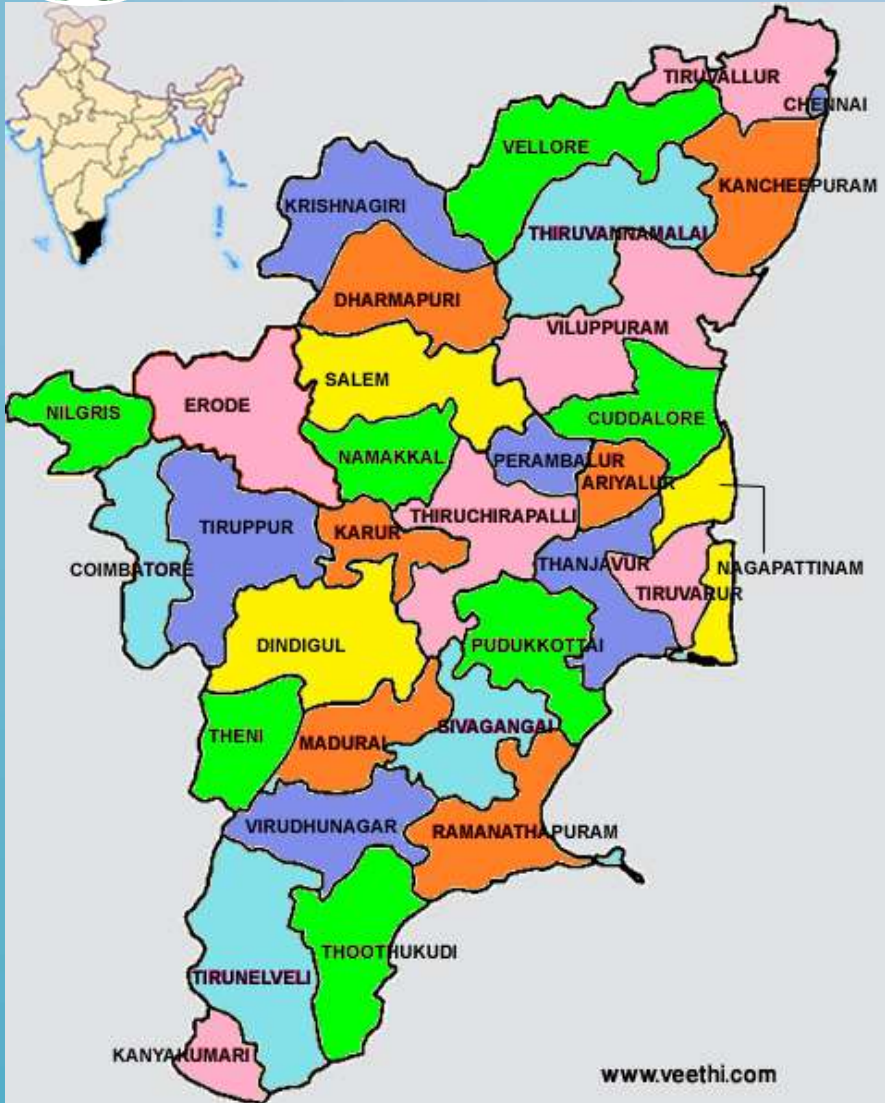 TIRUVALLUR
CHENNAI
VELLORE
KANCHEEPURAM
KRISHNAGIRI
THIRUVANNAMALAI
DHARMAPURI
VILUPPURAM
SALEM
ERODE
NILGRIS
CUDDALORE
NAMAKKAL
PERAMBALUR
ARIYALUR
THIRUCHIRAPALLI
TIRUPPUR
KARUR
COIMBATORE
THANJAVUR
NAGAPATTINAM
TIRUVARUR
DINDIGUL
PUDUKKOTTAI
SIVAGANGAI
THENI
MADURAI
VIRUDHUNAGAR
RAMANATHAPURAM
THOOTHUKUDI
TIRUNELVELI
KANYAKUMARI
www.veethi.com